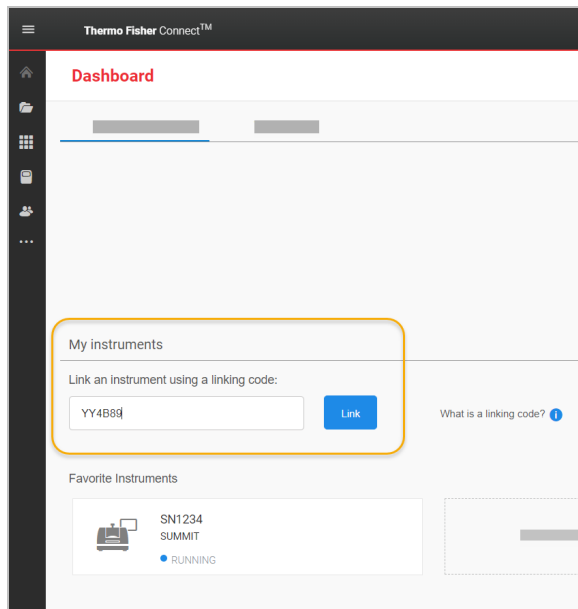 Thermo Fisher Connect™
Dashboard
My instruments
Link an instrument using a linking code:
YY4B89
Link
What is a linking code?
Favorite Instruments
SN1234
SUMMIT
RUNNING